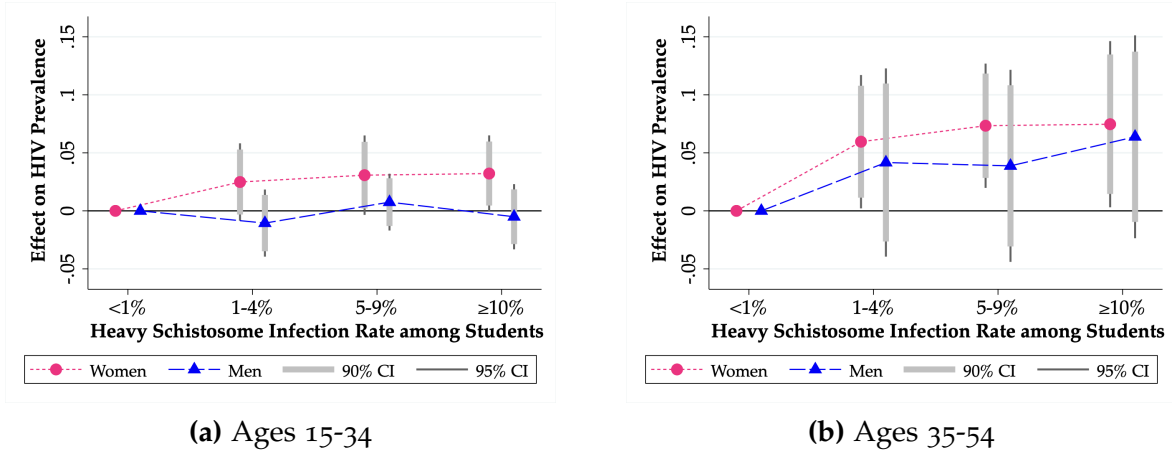 Effect on HIV Prevalence
.15
.1
.05
0
-.05
<1%
1-4%
5-9%
≥10%
Heavy Schistosome Infection Rate among Students
Women
Men
90% CI
95% CI
(a) Ages 15-34
Effect on HIV Prevalence
.15
.1
.05
0
-.05
<1%
1-4%
5-9%
≥10%
Heavy Schistosome Infection Rate among Students
Women
Men
90% CI
95% CI
(b) Ages 35-54